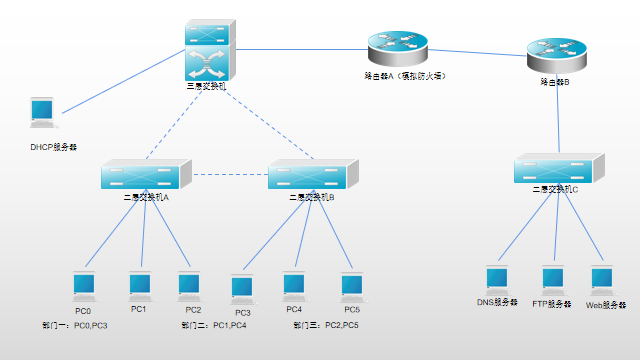 三层交换机
路由器A（模拟防火墙）
路由器B
DHCP服务器
二层交换机A
二层交换机B
二层交换机C
PC0
PC1
PC2
PC3
PC4
PC5
DNS服务器
FTP服务器
Web服务器
部门一：PC0,PC3
部门二：PC1,PC4
部门三：PC2,PC5